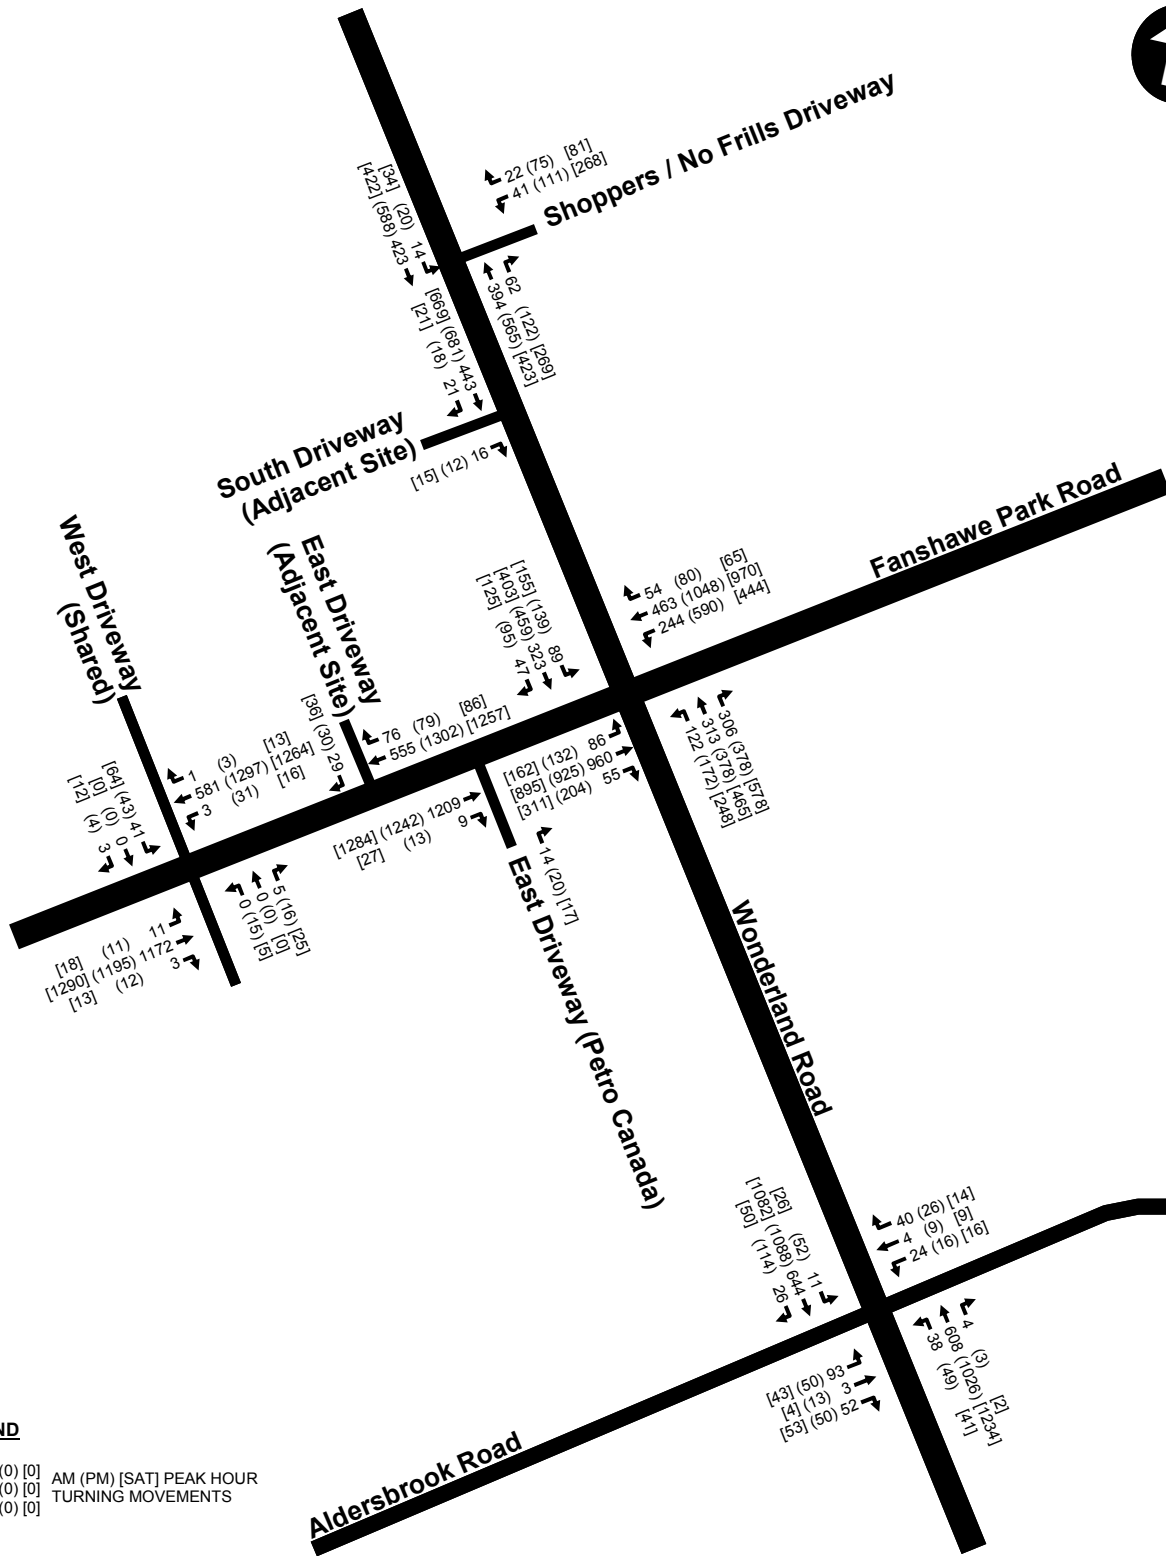 22 (75) [81]
41 (111) [268]
Shoppers / No Frills Driveway
[34] (20) 14
[422] (588) 423
62 (122) [269]
394 (565) [423]
[669] (681) 443
[21] (18) 21
South Driveway
(Adjacent Site)
[15] (12) 16
West Driveway
(Shared)
East Driveway
(Adjacent Site)
Fanshawe Park Road
[155] (139) 89
[403] (459) 323
[125] (95) 47
54 (80) [65]
463 (1048) [970]
244 (590) [444]
[36] (30) 29
76 (79) [86]
555 (1302) [1257]
1 (3) [13]
581 (1297) [1264]
3 (31) [16]
[64] (43) 41
[0] (0) 0
[12] (4) 3
[162] (132) 86
[895] (925) 960
[311] (204) 55
306 (378) [578]
313 (378) [465]
122 (172) [248]
[1284] (1242) 1209
[27] (13) 9
14 (20) [17]
East Driveway (Petro Canada)
5 (16) [25]
0 (0) [0]
0 (15) [5]
[18] (11) 11
[1290] (1195) 1172
[13] (12) 3
Wonderland Road
[26] (52) 11
[1082] (1088) 644
[50] (114) 26
40 (26) [14]
4 (9) [9]
24 (16) [16]
[43] (50) 93
[4] (13) 3
[53] (50) 52
4 (3) [2]
608 (1026) [1234]
38 (49) [41]
Aldersbrook Road
ND
(0) [0]
(0) [0]
(0) [0]
AM (PM) [SAT] PEAK HOUR
TURNING MOVEMENTS